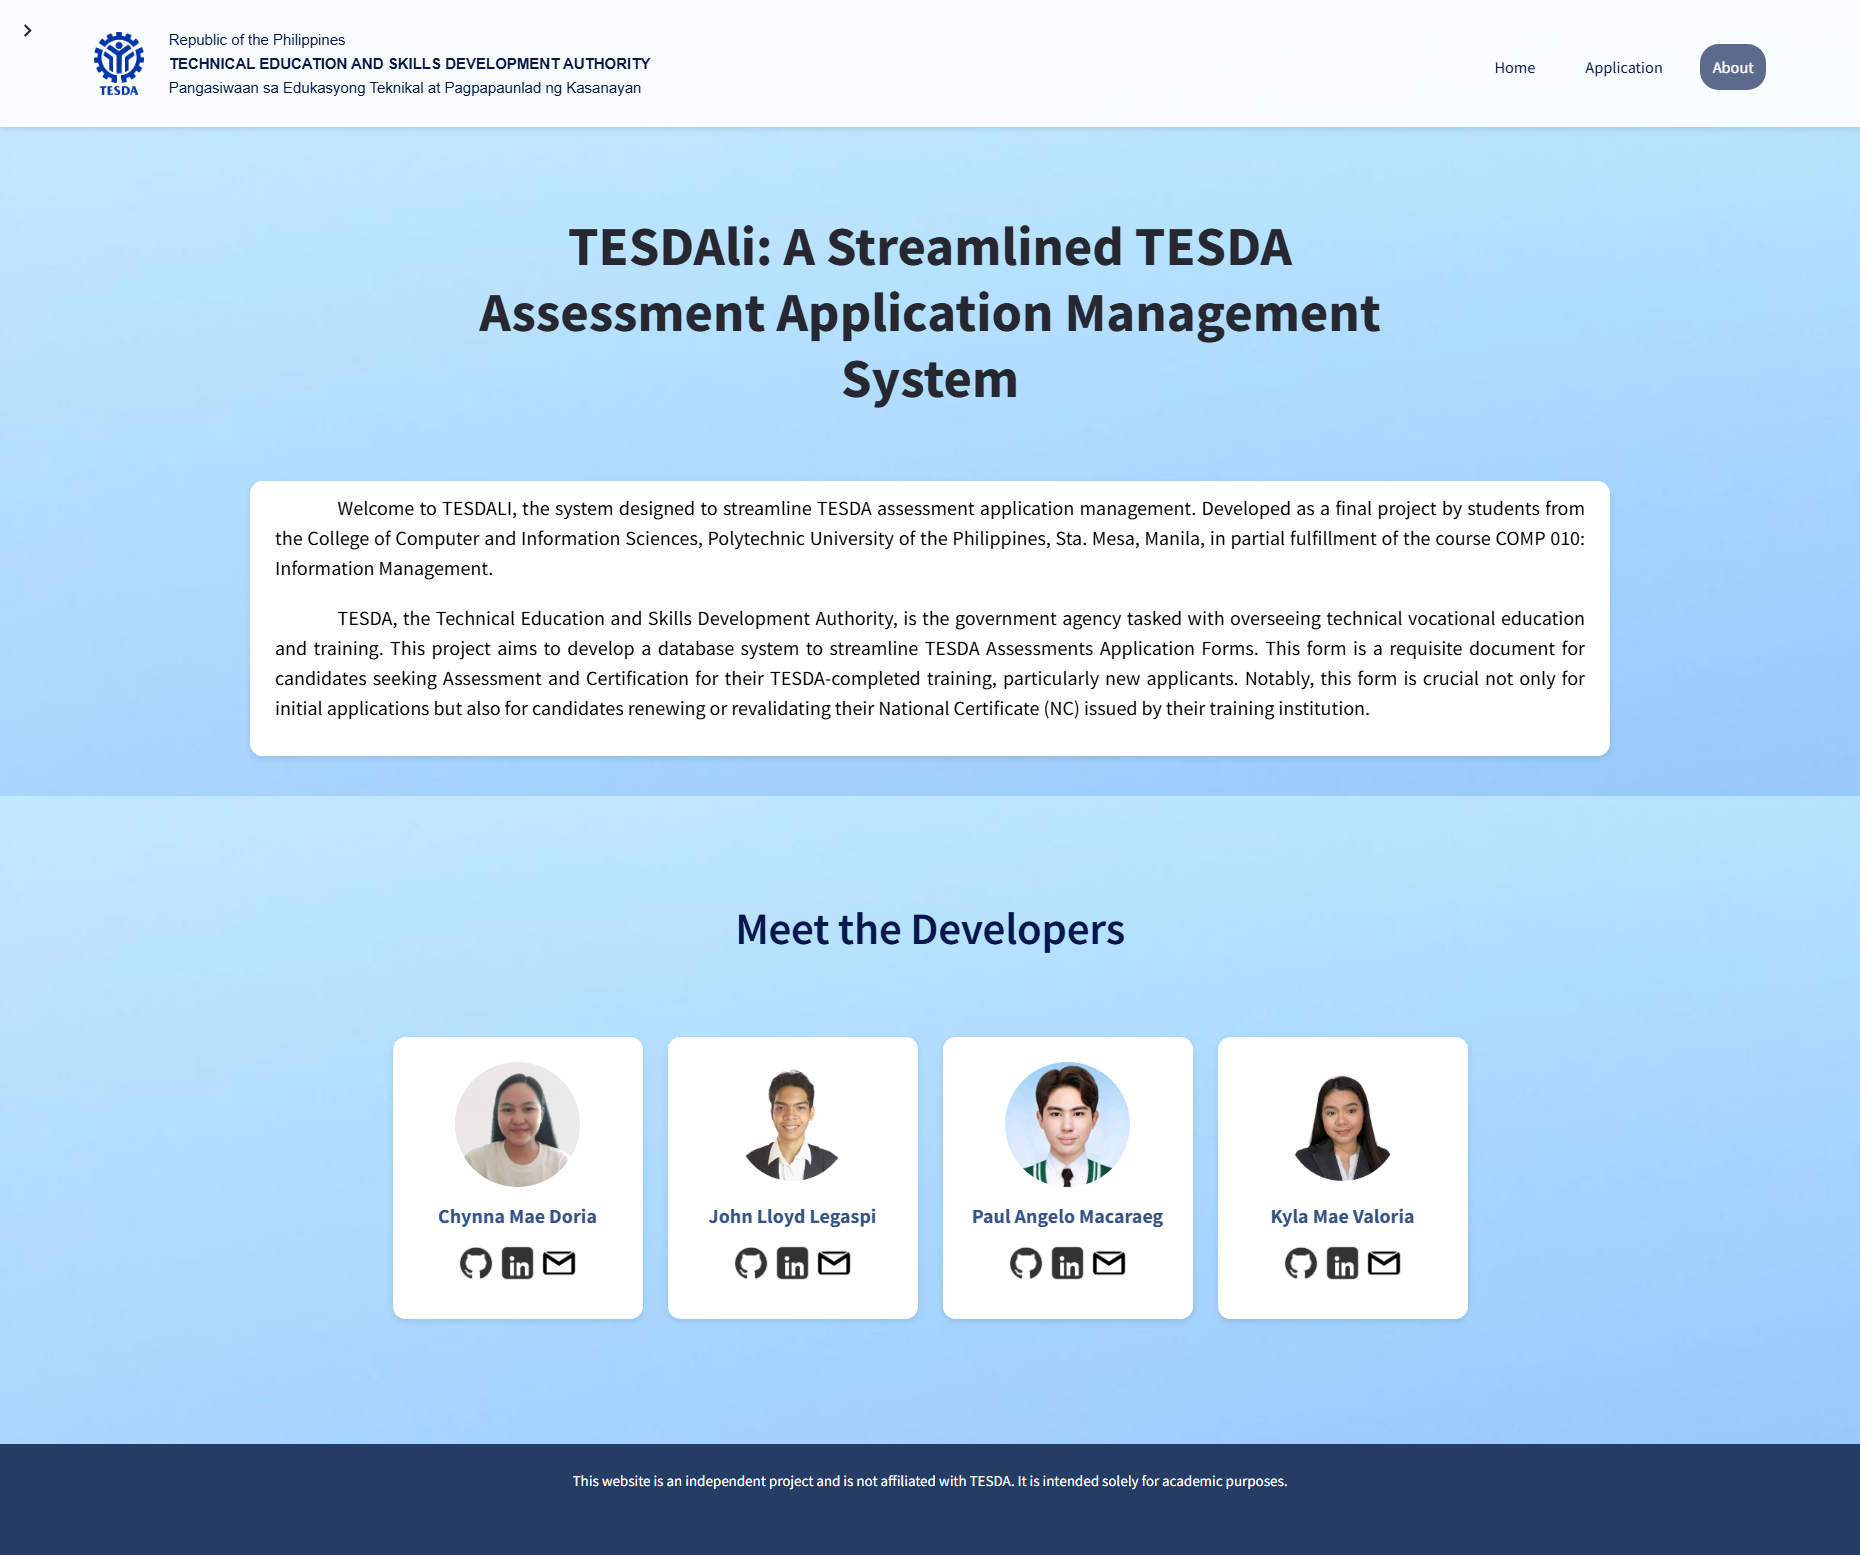 Republic of the Philippines
TECHNICAL EDUCATION AND SKILLS DEVELOPMENT AUTHORITY
Pangasiwaan sa Edukasyong Teknikal at Pagpapaunlad ng Kasanayan
TESDA
Home
Application
About
TESDAli: A Streamlined TESDA
Assessment Application Management
System
Welcome to TESDALI, the system designed to streamline TESDA assessment application management. Developed as a final project by students from
the College of Computer and Information Sciences, Polytechnic University of the Philippines, Sta. Mesa, Manila, in partial fulfillment of the course COMP 010:
Information Management.
TESDA, the Technical Education and Skills Development Authority, is the government agency tasked with overseeing technical vocational education
and training. This project aims to develop a database system to streamline TESDA Assessments Application Forms. This form is a requisite document for
candidates seeking Assessment and Certification for their TESDA-completed training, particularly new applicants. Notably, this form is crucial not only for
initial applications but also for candidates renewing or revalidating their National Certificate (NC) issued by their training institution.
Meet the Developers
Chynna Mae Doria
in
John Lloyd Legaspi
in
Paul Angelo Macaraeg
in
Kyla Mae Valoria
in
This website is an independent project and is not affiliated with TESDA. It is intended solely for academic purposes.